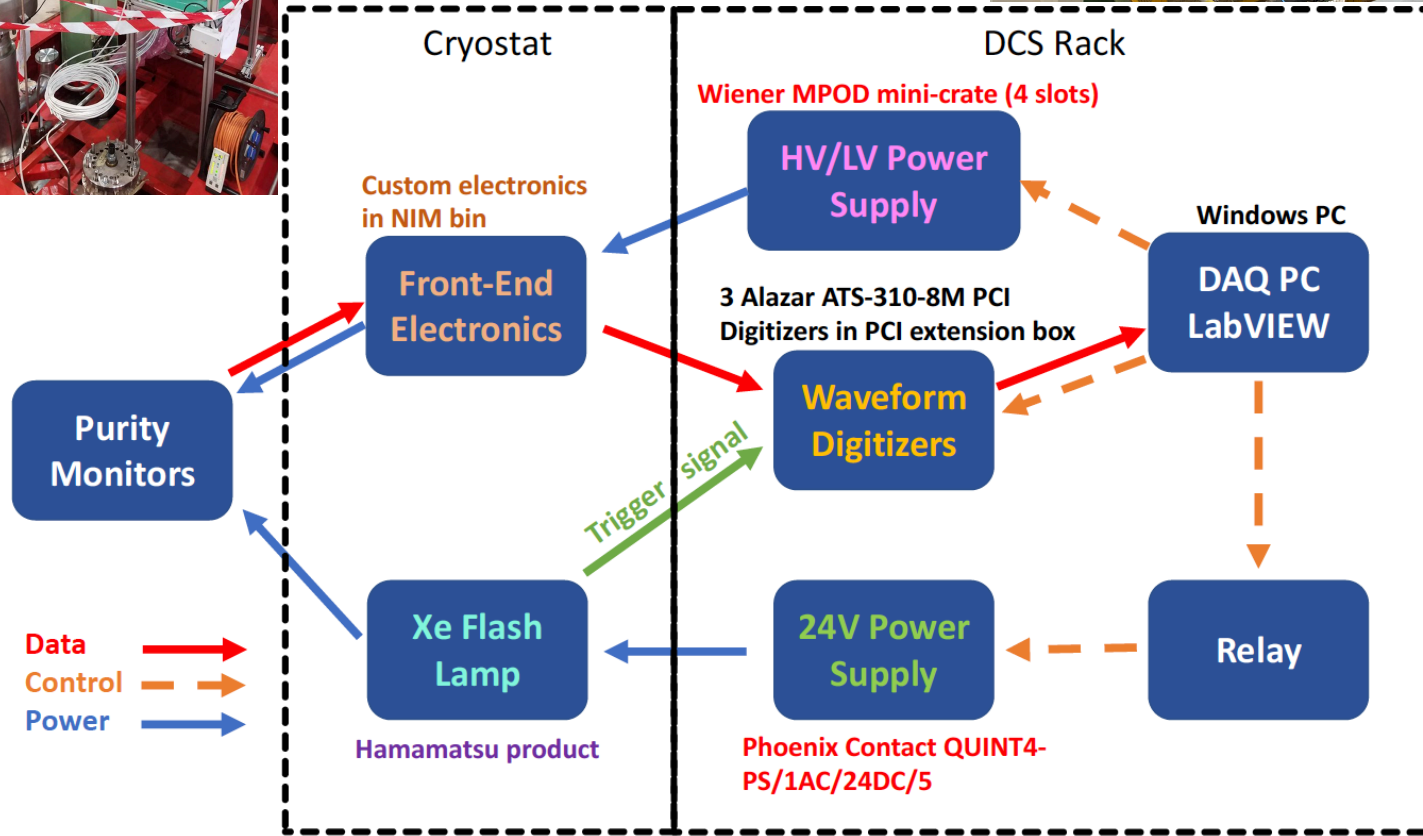 Cryostat
DCS Rack
Wiener MPOD mini-crate (4 slots)
HV/LV Power
Supply
Custom electronics
in NIM bin
Front-End
Electronics
Windows PC
DAQ PC
LabVIEW
3 Alazar ATS-310-8M PCI
Digitizers in PCI extension box
Waveform
Digitizers
Purity
Monitors
Trigger signal
Xe Flash
Lamp
24V Power
Supply
Relay
Data
Control
Power
Hamamatsu product
Phoenix Contact QUINT4-
PS/1AC/24DC/5